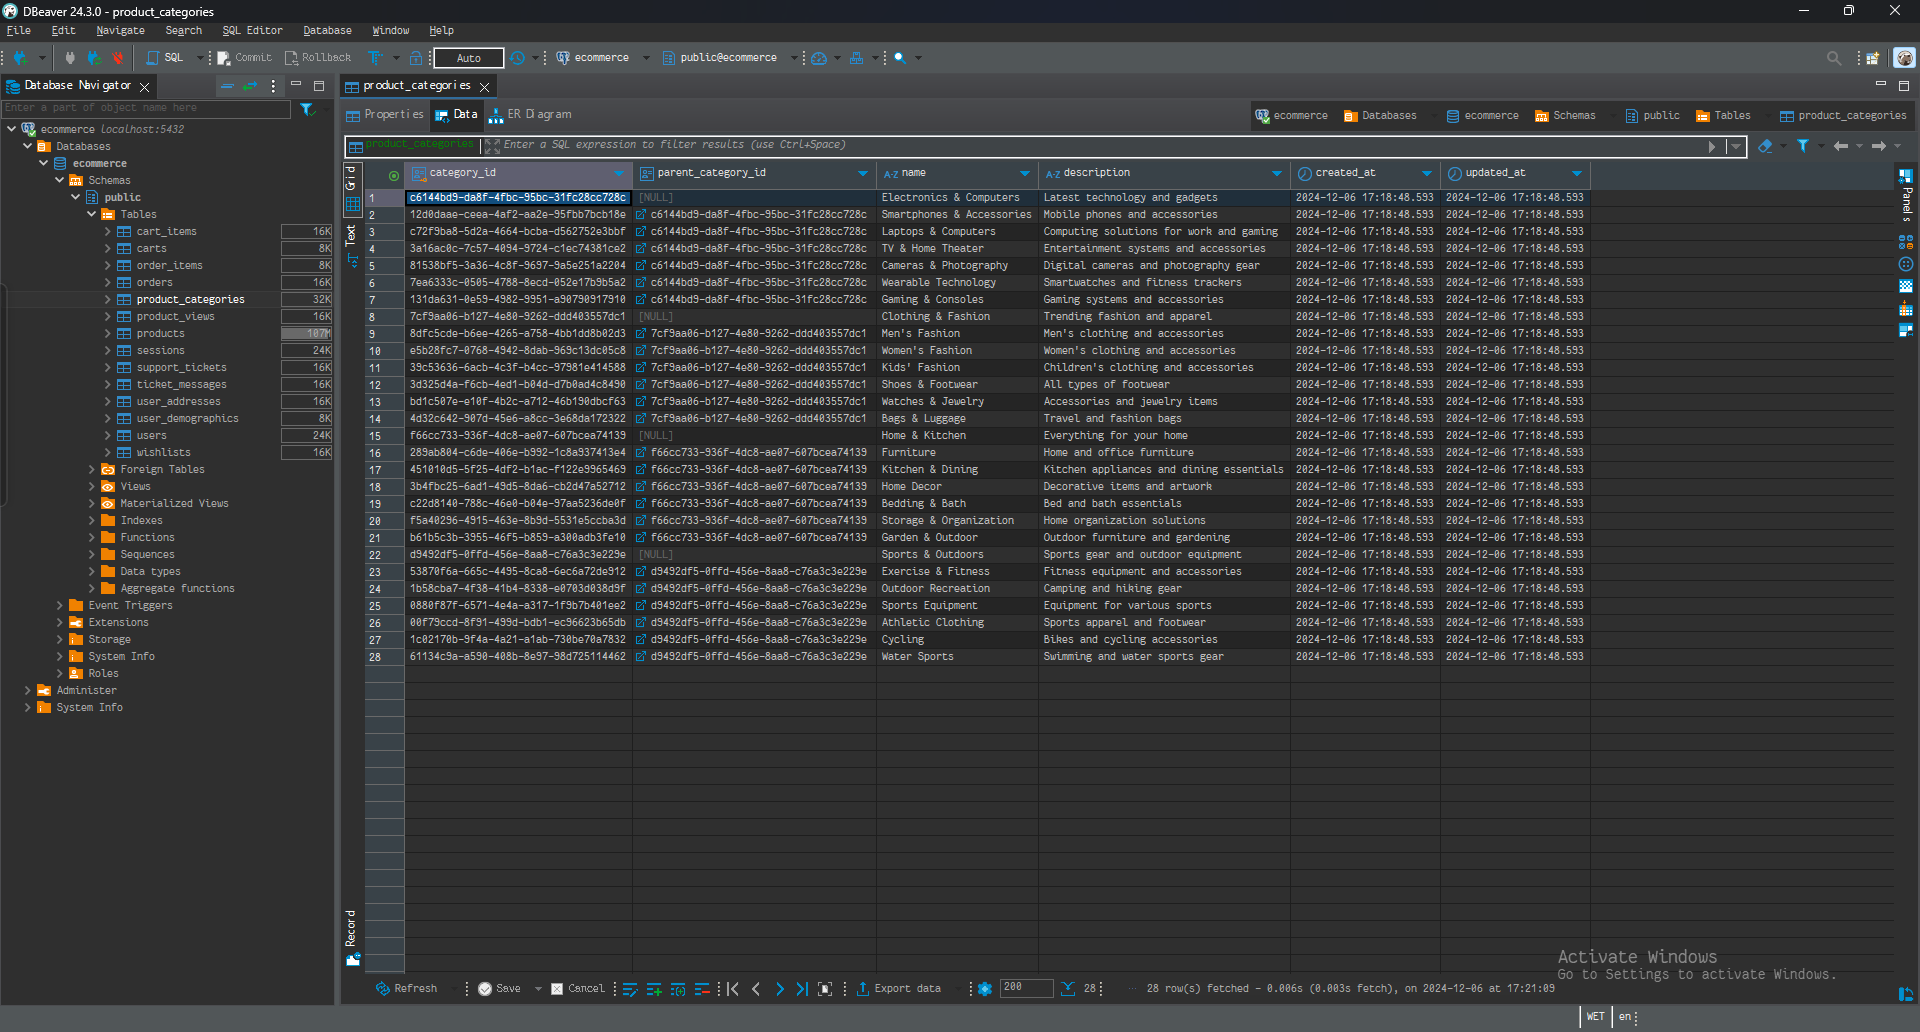 DBeaver 24.3.0 - product_categories
File Edit Navigate Search SQL Editor Database Window Help
SQL Commit Rollback Auto ecommerce public@ecommerce
Database Navigator
Enter a part of object name here
ecommerce localhost:5432
Databases
ecommerce
Schemas
public
Tables
cart_items 16K
carts 8K
order_items 8K
orders 16K
product_categories 32K
product_views 16K
products 107M
sessions 24K
support_tickets 16K
ticket_messages 16K
user_addresses 16K
user_demographics 8K
users 24K
wishlists 16K
Foreign Tables
Views
Materialized Views
Indexes
Functions
Sequences
Data types
Aggregate functions
Event Triggers
Extensions
Storage
System Info
Roles
Administer
System Info
product_categories
Properties Data ER Diagram
ecommerce Databases ecommerce Schemas public Tables product_categories
product_categories Enter a SQL expression to filter results (use Ctrl+Space)
Grid
Text
Record
category_id parent_category_id A-Z name A-Z description created_at updated_at
1 c6144bd9-da8f-4fbc-95bc-31fc28cc728c [NULL] Electronics & Computers Latest technology and gadgets 2024-12-06 17:18:48.593 2024-12-06 17:18:48.593
2 12d0daae-ceea-4af2-aa2e-95fbb7bcb18e c6144bd9-da8f-4fbc-95bc-31fc28cc728c Smartphones & Accessories Mobile phones and accessories 2024-12-06 17:18:48.593 2024-12-06 17:18:48.593
3 c72f9ba8-5d2a-4664-bcba-d562752e3bbf c6144bd9-da8f-4fbc-95bc-31fc28cc728c Laptops & Computers Computing solutions for work and gaming 2024-12-06 17:18:48.593 2024-12-06 17:18:48.593
4 3a16ac0c-7c57-4094-9724-c1ec74381ce2 c6144bd9-da8f-4fbc-95bc-31fc28cc728c TV & Home Theater Entertainment systems and accessories 2024-12-06 17:18:48.593 2024-12-06 17:18:48.593
5 81538bf5-3a36-4c8f-9697-9a5e251a2204 c6144bd9-da8f-4fbc-95bc-31fc28cc728c Cameras & Photography Digital cameras and photography gear 2024-12-06 17:18:48.593 2024-12-06 17:18:48.593
6 7ea6333c-0505-4788-8ecd-052e17b9b5a2 c6144bd9-da8f-4fbc-95bc-31fc28cc728c Wearable Technology Smartwatches and fitness trackers 2024-12-06 17:18:48.593 2024-12-06 17:18:48.593
7 131da631-0e59-4982-9951-a90790917910 c6144bd9-da8f-4fbc-95bc-31fc28cc728c Gaming & Consoles Gaming systems and accessories 2024-12-06 17:18:48.593 2024-12-06 17:18:48.593
8 7cf9aa06-b127-4e80-9262-ddd403557dc1 [NULL] Clothing & Fashion Trending fashion and apparel 2024-12-06 17:18:48.593 2024-12-06 17:18:48.593
9 8dfc5cde-b6ee-4265-a758-4bb1dd8b02d3 7cf9aa06-b127-4e80-9262-ddd403557dc1 Men's Fashion Men's clothing and accessories 2024-12-06 17:18:48.593 2024-12-06 17:18:48.593
10 e5b28fc7-0768-4942-8dab-969c13dc05c8 7cf9aa06-b127-4e80-9262-ddd403557dc1 Women's Fashion Women's clothing and accessories 2024-12-06 17:18:48.593 2024-12-06 17:18:48.593
11 39c53636-6acb-4c3f-b4cc-97981e414588 7cf9aa06-b127-4e80-9262-ddd403557dc1 Kids' Fashion Children's clothing and accessories 2024-12-06 17:18:48.593 2024-12-06 17:18:48.593
12 3d325d4a-f6cb-4ed1-b04d-d7b0ad4c8490 7cf9aa06-b127-4e80-9262-ddd403557dc1 Shoes & Footwear All types of footwear 2024-12-06 17:18:48.593 2024-12-06 17:18:48.593
13 bd1c507e-e10f-4b2c-a712-46b190dbcf63 7cf9aa06-b127-4e80-9262-ddd403557dc1 Watches & Jewelry Accessories and jewelry items 2024-12-06 17:18:48.593 2024-12-06 17:18:48.593
14 4d32c642-907d-45e6-a8cc-3e68da172322 7cf9aa06-b127-4e80-9262-ddd403557dc1 Bags & Luggage Travel and fashion bags 2024-12-06 17:18:48.593 2024-12-06 17:18:48.593
15 f66cc733-936f-4dc8-ae07-607bcea74139 [NULL] Home & Kitchen Everything for your home 2024-12-06 17:18:48.593 2024-12-06 17:18:48.593
16 289ab804-c6de-406e-b992-1c8a937413e4 f66cc733-936f-4dc8-ae07-607bcea74139 Furniture Home and office furniture 2024-12-06 17:18:48.593 2024-12-06 17:18:48.593
17 451010d5-5f25-4df2-b1ac-f122e9965469 f66cc733-936f-4dc8-ae07-607bcea74139 Kitchen & Dining Kitchen appliances and dining essentials 2024-12-06 17:18:48.593 2024-12-06 17:18:48.593
18 3b4fbc25-6ad1-49d5-8da6-cb2d47a52712 f66cc733-936f-4dc8-ae07-607bcea74139 Home Decor Decorative items and artwork 2024-12-06 17:18:48.593 2024-12-06 17:18:48.593
19 c22d8140-788c-46e0-b04e-97aa5236de0f f66cc733-936f-4dc8-ae07-607bcea74139 Bedding & Bath Bed and bath essentials 2024-12-06 17:18:48.593 2024-12-06 17:18:48.593
20 f5a40296-4915-463e-8b9d-5531e5ccba3d f66cc733-936f-4dc8-ae07-607bcea74139 Storage & Organization Home organization solutions 2024-12-06 17:18:48.593 2024-12-06 17:18:48.593
21 b61b5c3b-3955-46f5-b859-a300adb3fe10 f66cc733-936f-4dc8-ae07-607bcea74139 Garden & Outdoor Outdoor furniture and gardening 2024-12-06 17:18:48.593 2024-12-06 17:18:48.593
22 d9492df5-0ffd-456e-8aa8-c76a3c3e229e [NULL] Sports & Outdoors Sports gear and outdoor equipment 2024-12-06 17:18:48.593 2024-12-06 17:18:48.593
23 53870f6a-665c-4495-8ca8-6ec6a72de912 d9492df5-0ffd-456e-8aa8-c76a3c3e229e Exercise & Fitness Fitness equipment and accessories 2024-12-06 17:18:48.593 2024-12-06 17:18:48.593
24 1b58cba7-4f38-41b4-8338-e0703d038d9f d9492df5-0ffd-456e-8aa8-c76a3c3e229e Outdoor Recreation Camping and hiking gear 2024-12-06 17:18:48.593 2024-12-06 17:18:48.593
25 0880f87f-6571-4e4a-a317-1f9b7b401ee2 d9492df5-0ffd-456e-8aa8-c76a3c3e229e Sports Equipment Equipment for various sports 2024-12-06 17:18:48.593 2024-12-06 17:18:48.593
26 00f79ccd-8f91-499d-bdb1-ec96623b65db d9492df5-0ffd-456e-8aa8-c76a3c3e229e Athletic Clothing Sports apparel and footwear 2024-12-06 17:18:48.593 2024-12-06 17:18:48.593
27 1c02170b-9f4a-4a21-a1ab-730be70a7832 d9492df5-0ffd-456e-8aa8-c76a3c3e229e Cycling Bikes and cycling accessories 2024-12-06 17:18:48.593 2024-12-06 17:18:48.593
28 61134c9a-a590-408b-8e97-98d725114462 d9492df5-0ffd-456e-8aa8-c76a3c3e229e Water Sports Swimming and water sports gear 2024-12-06 17:18:48.593 2024-12-06 17:18:48.593
Panels
Activate Windows
Go to Settings to activate Windows.
Refresh Save Cancel Export data 200 28 28 row(s) fetched - 0.006s (0.003s fetch), on 2024-12-06 at 17:21:09
WET en